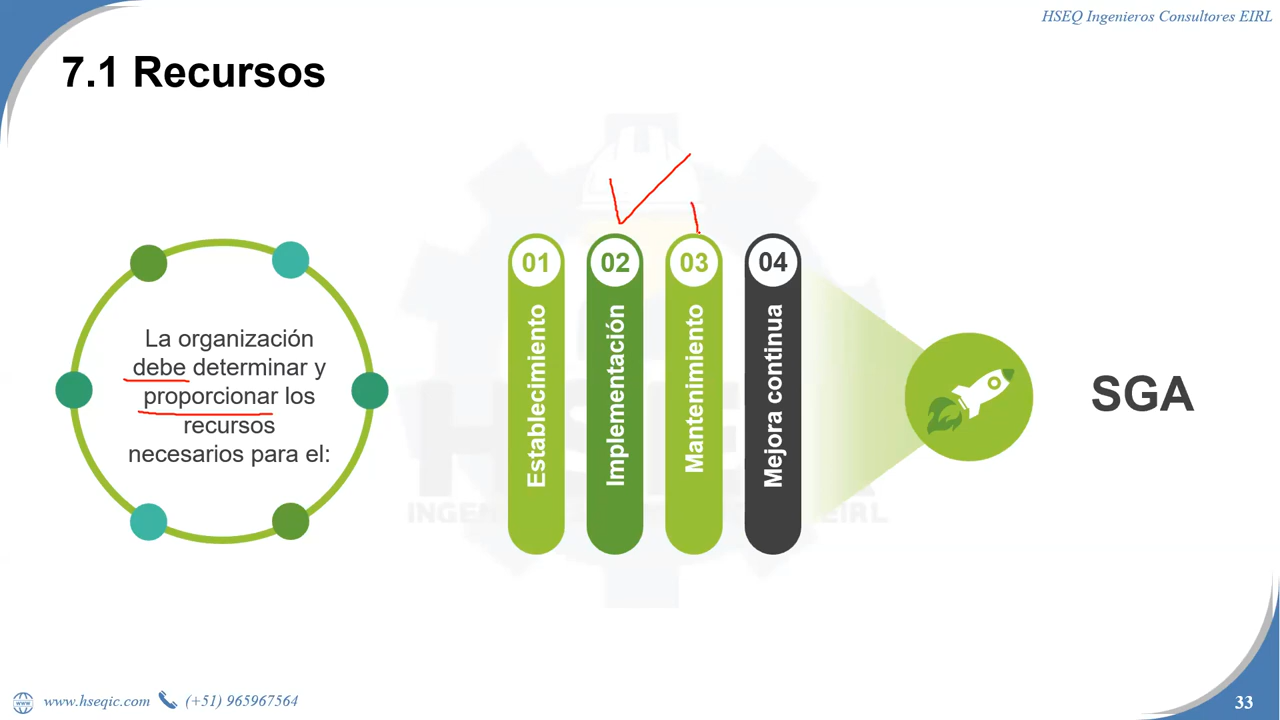 HSEQ Ingenieros Consultores EIRL
7.1 Recursos
La organización
debe determinar y
proporcionar los
recursos
necesarios para el:
01
Establecimiento
02
Implementación
03
Mantenimiento
04
Mejora continua
SGA
www.hseqic.com
(+51) 965967564
33